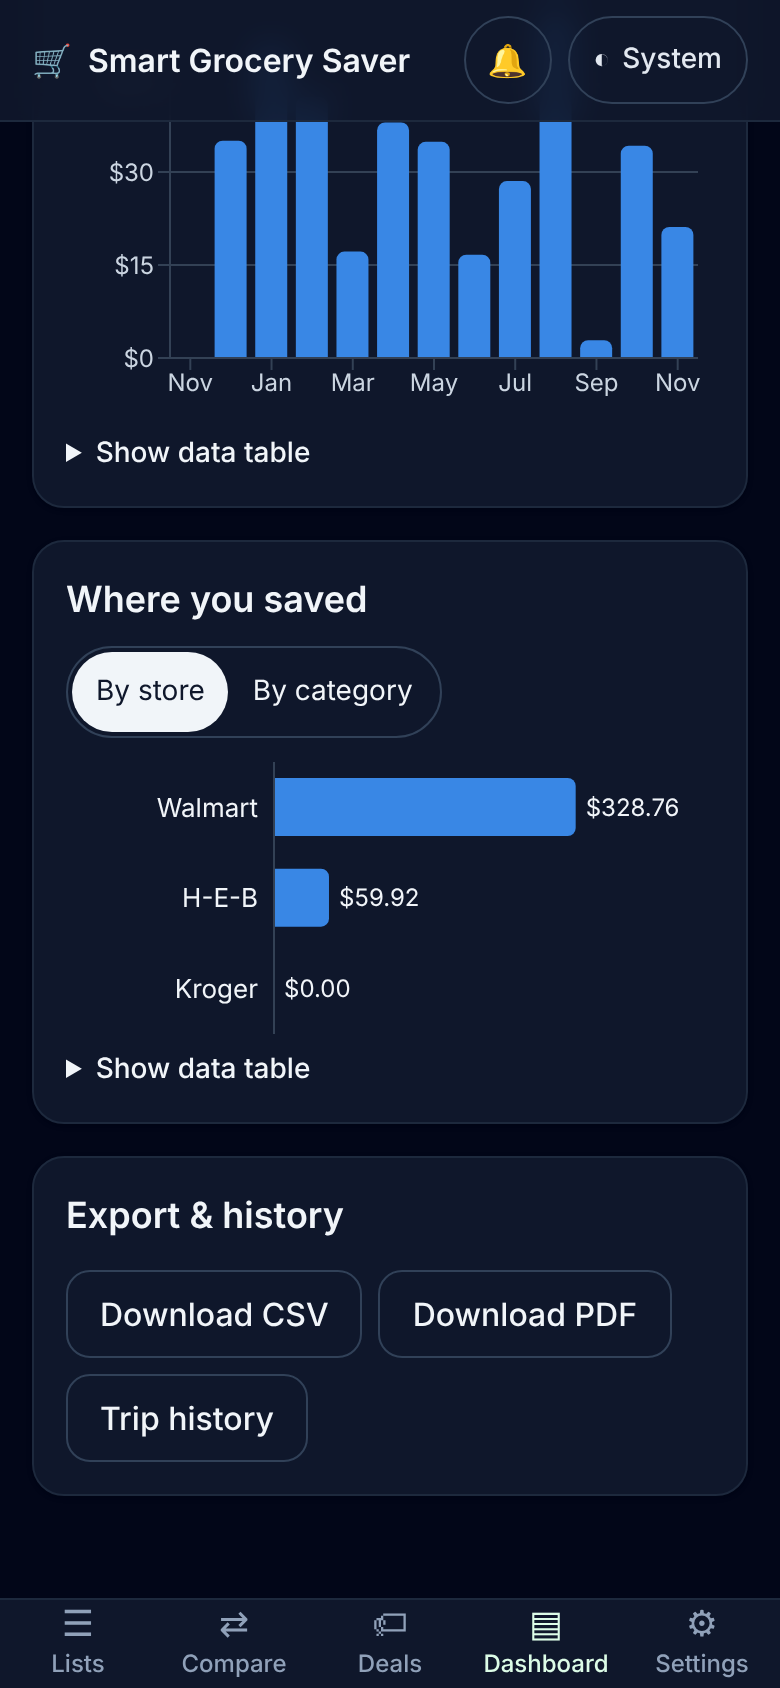 Smart Grocery Saver
System
$30
$15
$0
Nov Jan Mar May Jul Sep Nov
Show data table
Where you saved
By store By category
Walmart $328.76
H-E-B $59.92
Kroger $0.00
Show data table
Export & history
Download CSV Download PDF
Trip history
Lists Compare Deals Dashboard Settings